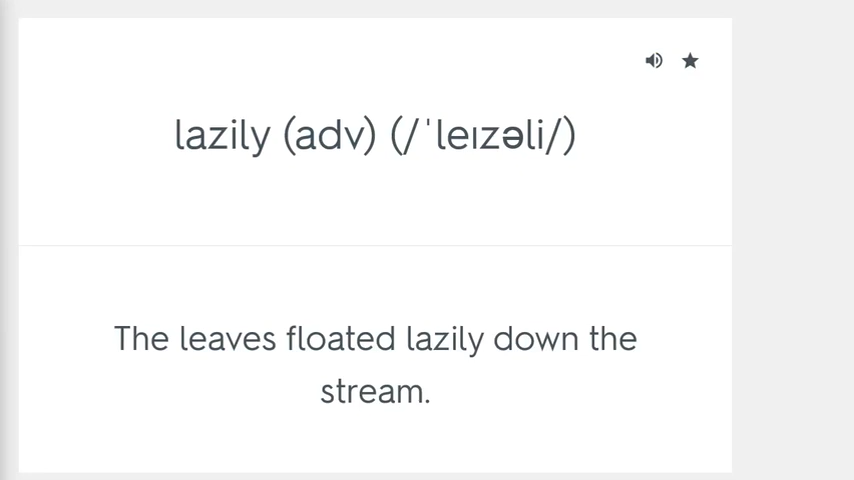 lazily (adv) (/ˈleɪzəli/)
The leaves floated lazily down the
stream.